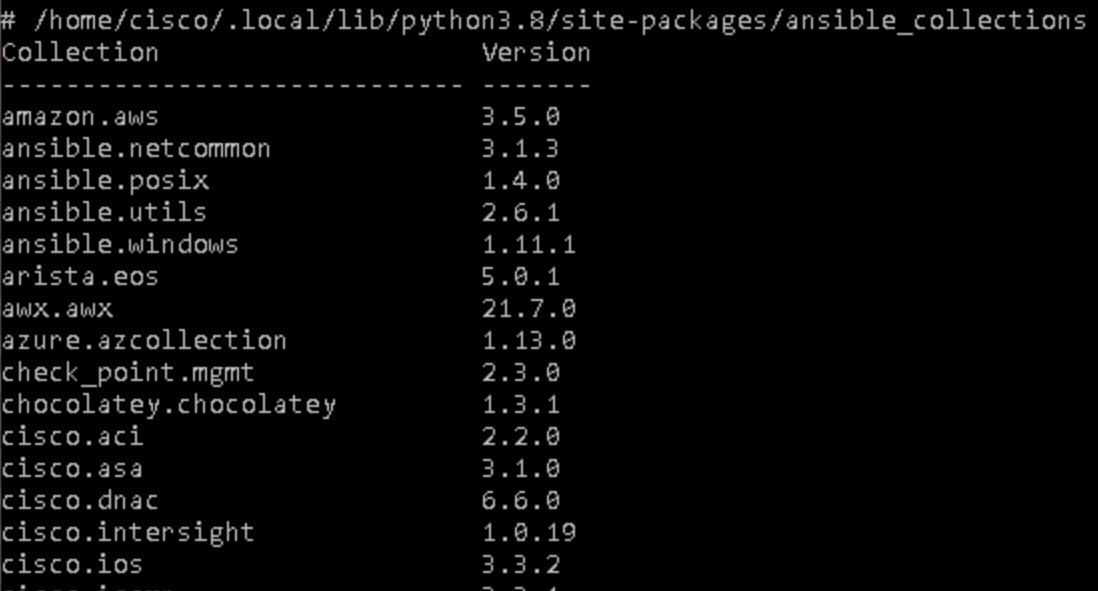 # /home/cisco/.local/lib/python3.8/site-packages/ansible_collections
Collection Version
----------------------------- -------
amazon.aws 3.5.0
ansible.netcommon 3.1.3
ansible.posix 1.4.0
ansible.utils 2.6.1
ansible.windows 1.11.1
arista.eos 5.0.1
awx.awx 21.7.0
azure.azcollection 1.13.0
check_point.mgmt 2.3.0
chocolatey.chocolatey 1.3.1
cisco.aci 2.2.0
cisco.asa 3.1.0
cisco.dnac 6.6.0
cisco.intersight 1.0.19
cisco.ios 3.3.2